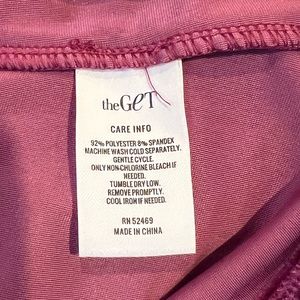 theGET
CARE INFO
92% POLYESTER 8% SPANDEX
MACHINE WASH COLD SEPARATELY.
GENTLE CYCLE.
ONLY NON-CHLORINE BLEACH IF
NEEDED.
TUMBLE DRY LOW.
REMOVE PROMPTLY.
COOL IRON IF NEEDED.
RN 52469
MADE IN CHINA